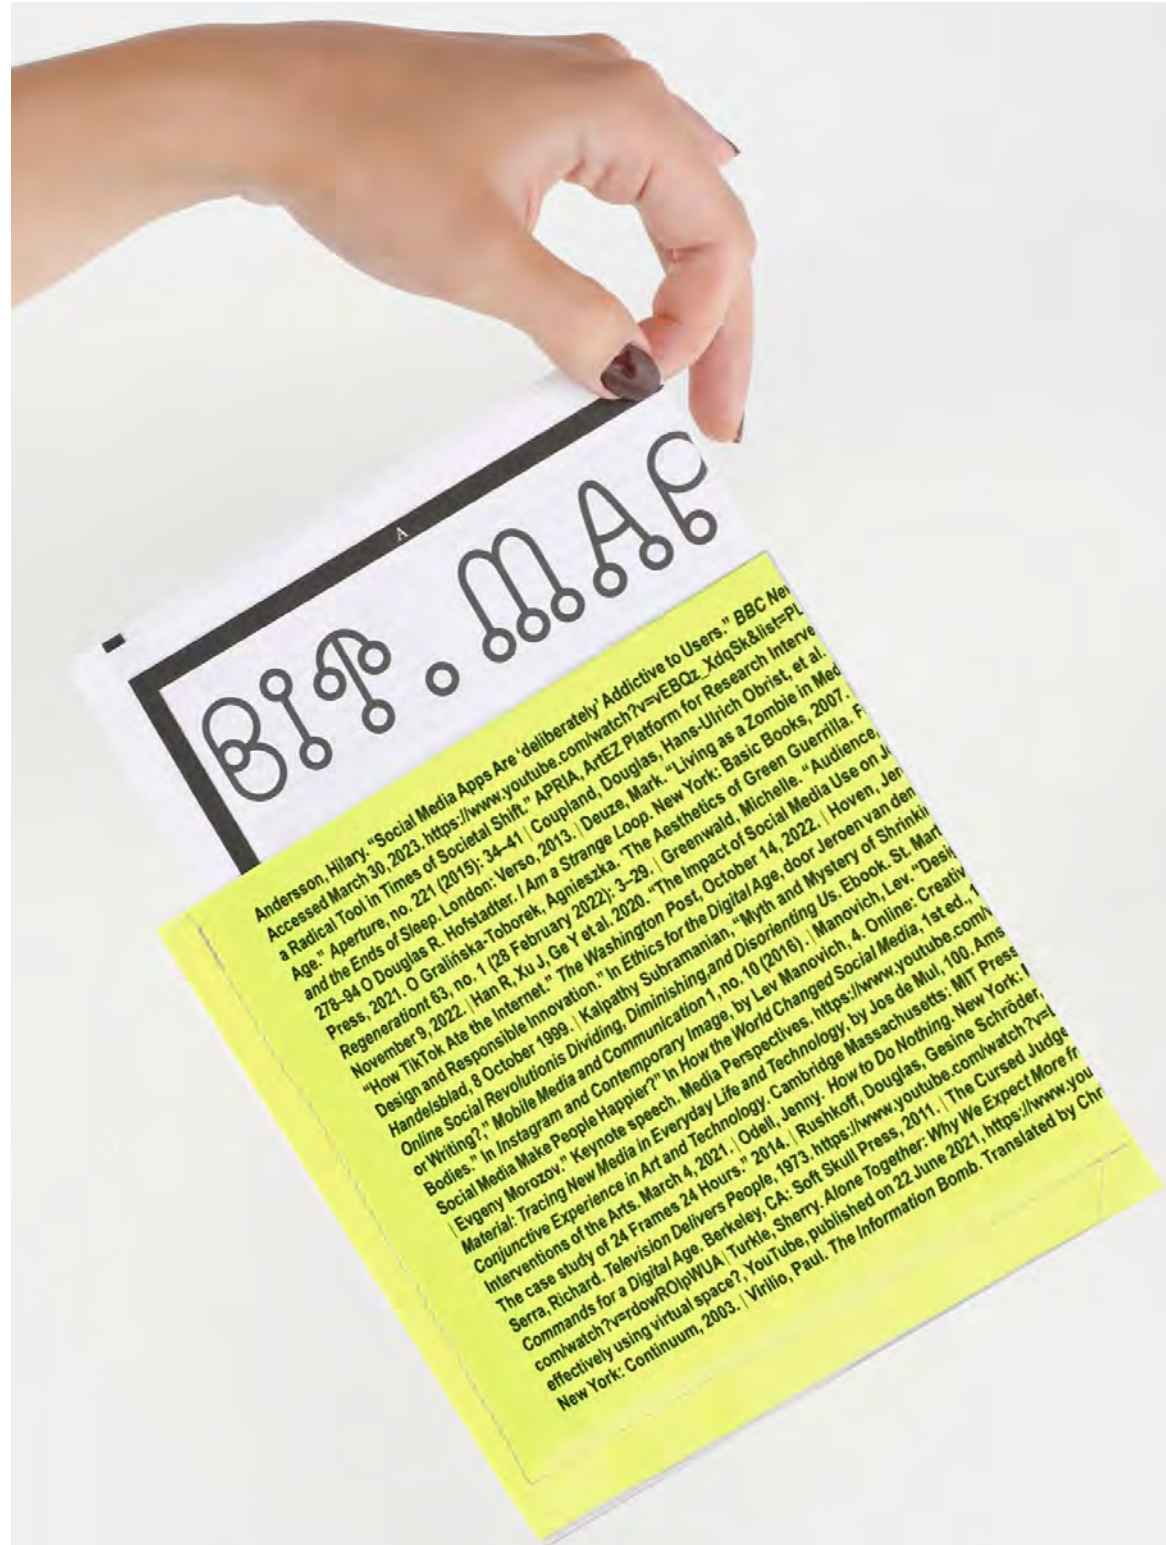 A
BIT.MAP
Andersson, Hilary. “Social Media Apps Are ‘deliberately’ Addictive to Users.” BBC New
Accessed March 30, 2023. https://www.youtube.com/watch?v=vEBQz_XdqSk&list=PL
a Radical Tool in Times of Societal Shift.” APRIA, ArtEZ Platform for Research Interve
Age.” Aperture, no. 221 (2015); 34–41 | Coupland, Douglas, Hans-Ulrich Obrist, et al.
and the Ends of Sleep. London: Verso, 2013. | Deuze, Mark. “Living as a Zombie in Med
278–94 O Douglas R. Hofstadter. I Am a Strange Loop. New York: Basic Books, 2007.
Press, 2021. O Gralińska-Toborek, Agnieszka. “The Aesthetics of Green Guerrilla. F
Regenerationt 63, no. 1 (28 February 2022); 3–29. | Greenwald, Michelle. “Audience,
November 9, 2022. | Han R, Xu J, Ge Y et al. 2020. “The Impact of Social Media Use on J
“How TikTok Ate the Internet.” The Washington Post, October 14, 2022. | Hoven, Jer
Design and Responsible Innovation.” In Ethics for the Digital Age, door Jeroen van den
Handelsblad, 8 October 1999. | Kalpathy Subramanian, “Myth and Mystery of Shrinki
Online Social Revolutionis Dividing, Diminishing,and Disorienting Us. Ebook. St. Mart
or Writing?,” Mobile Media and Communication 1, no. 10 (2016). | Manovich, Lev. “Desi
Bodies.” in Instagram and Contemporary Image, by Lev Manovich, 4. Online: Creativ
Social Media Make People Happier?” In How the World Changed Social Media, 1st ed., 1
| Evgeny Morozov.” Keynote speech. Media Perspectives. https://www.youtube.com/v
Material: Tracing New Media in Everyday Life and Technology, by Jos de Mul, 100. Ams
Conjunctive Experience in Art and Technology. Cambridge Massachusetts: MIT Press
Interventions of the Arts. March 4, 2021. | Odell, Jenny. How to Do Nothing. New York:
The case study of 24 Frames 24 Hours.” 2014. | Rushkoff, Douglas, Gesine Schröder,
Serra, Richard. Television Delivers People, 1973. https://www.youtube.com/watch?v=
Commands for a Digital Age. Berkeley, CA: Soft Skull Press, 2011. | The Cursed Judge
com/watch?v=rdowROIpWUA | Turkle, Sherry. Alone Together: Why We Expect More fr
effectively using virtual space?, YouTube, published on 22 June 2021, https://www.you
New York: Continuum, 2003. | Virilio, Paul. The Information Bomb. Translated by Chr